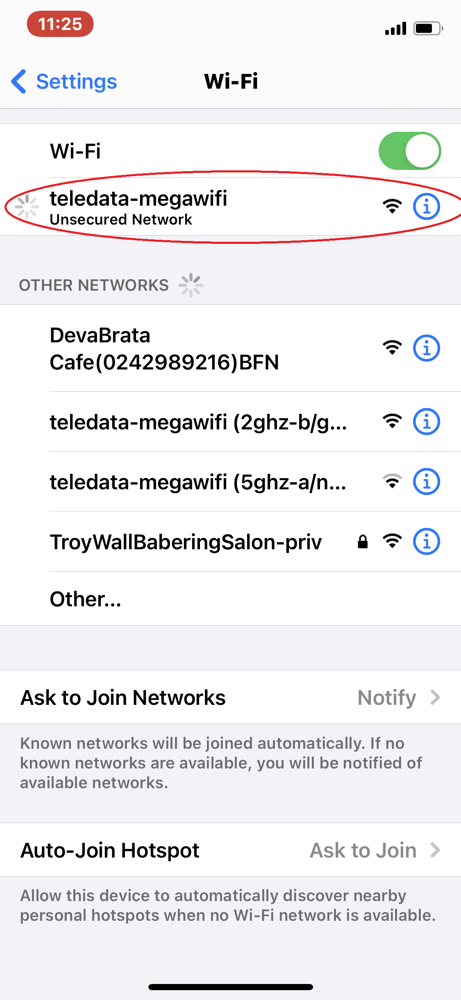 11:25
Settings
Wi-Fi
Wi-Fi
teledata-megawifi
Unsecured Network
OTHER NETWORKS
DevaBrata
Cafe(0242989216)BFN
teledata-megawifi (2ghz-b/g...
teledata-megawifi (5ghz-a/n...
TroyWallBaberingSalon-priv
Other...
Ask to Join Networks Notify
Known networks will be joined automatically. If no
known networks are available, you will be notified of
available networks.
Auto-Join Hotspot Ask to Join
Allow this device to automatically discover nearby
personal hotspots when no Wi-Fi network is available.